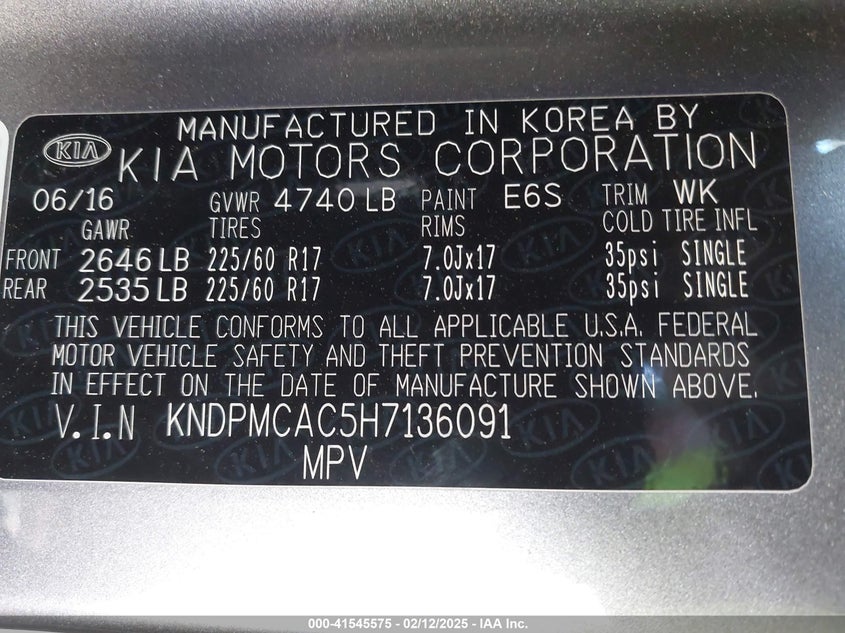 MANUFACTURED IN KOREA BY
KIA KIA MOTORS CORPORATION
06/16 GVWR 4740 LB PAINT E6S TRIM WK
GAWR TIRES RIMS COLD TIRE INFL
FRONT 2646 LB 225/60 R17 7.0Jx17 35psi SINGLE
REAR 2535 LB 225/60 R17 7.0Jx17 35psi SINGLE
THIS VEHICLE CONFORMS TO ALL APPLICABLE U.S.A. FEDERAL
MOTOR VEHICLE SAFETY AND THEFT PREVENTION STANDARDS
IN EFFECT ON THE DATE OF MANUFACTURE SHOWN ABOVE.
V.I.N KNDPMCAC5H7136091
MPV
000-41545575 - 02/12/2025 - IAA Inc.